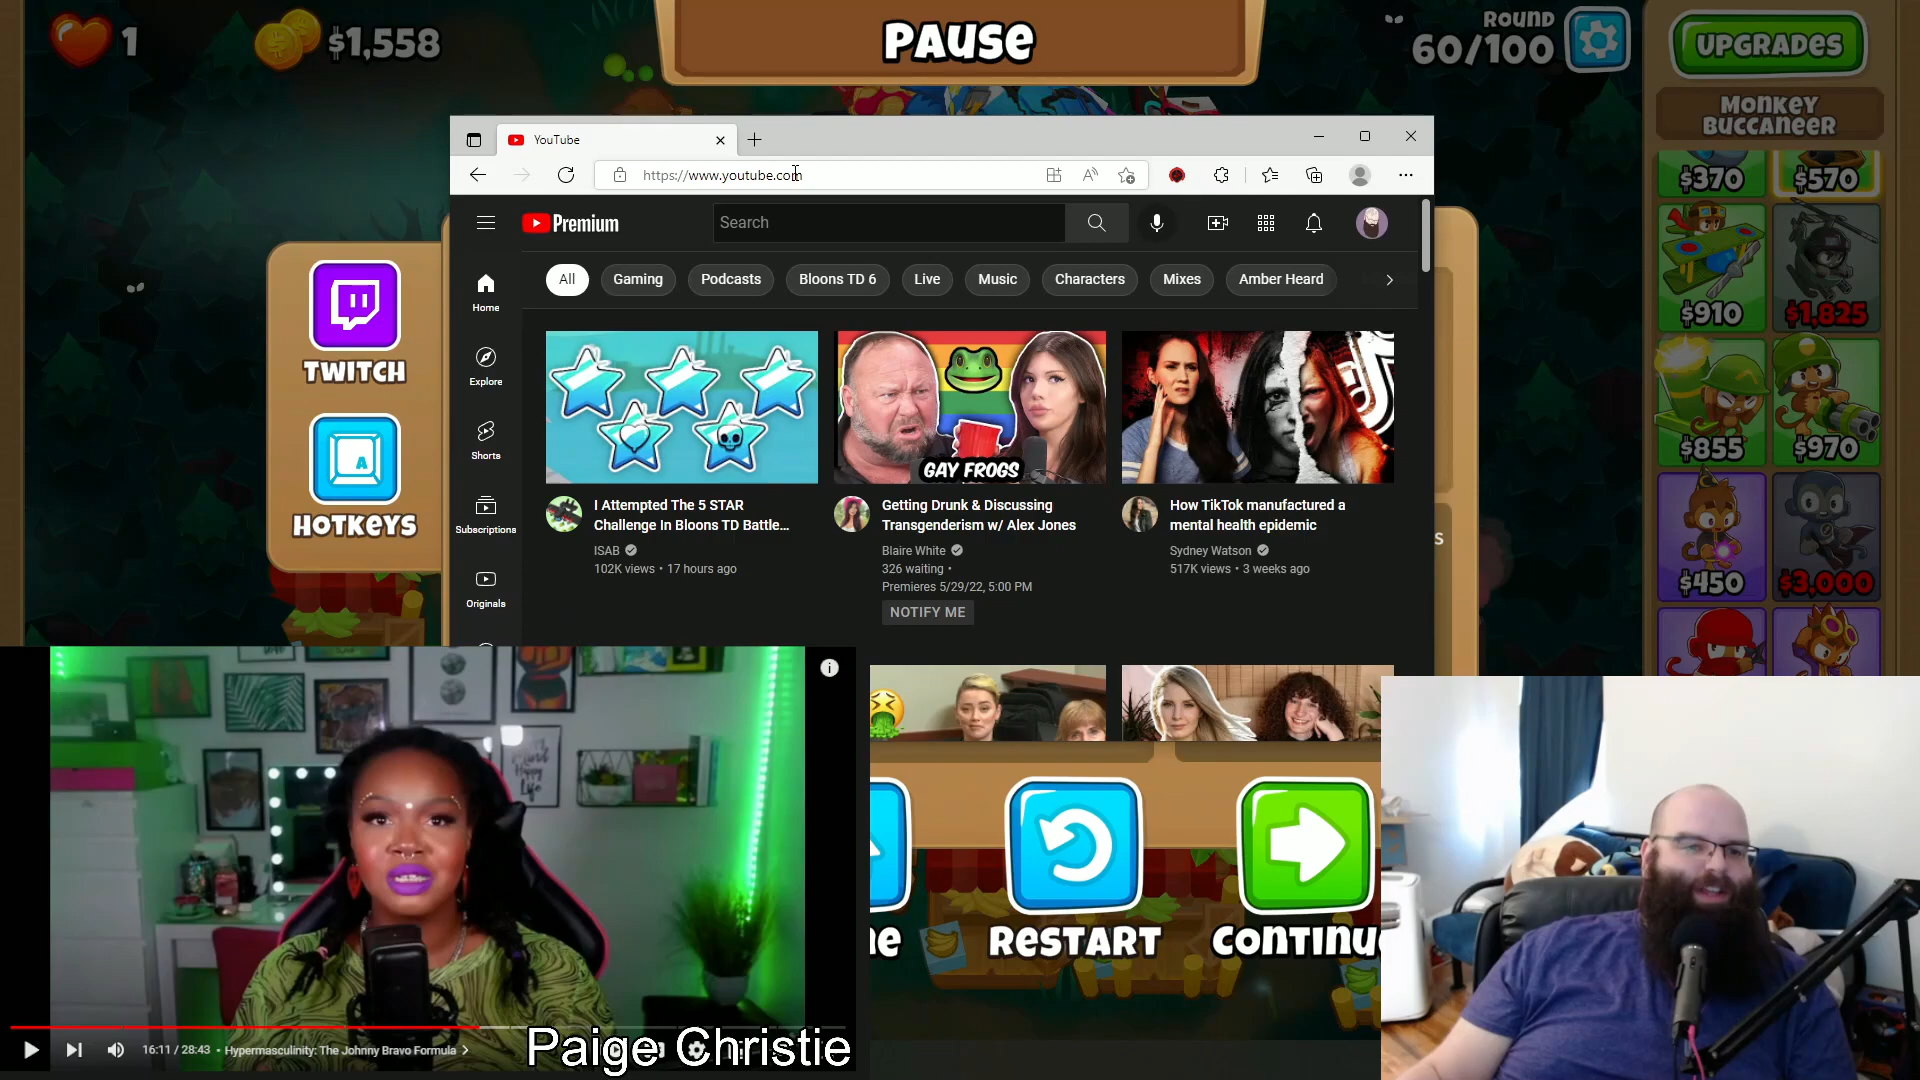 1
$1,558
PAUSE
ROUND
60/100
UPGRADES
MONKEY
BUCCANEER
$370
$570
$910
$1,825
$855
$970
$450
$3,000
TWITCH
A
HOTKEYS
YouTube
https://www.youtube.com
Premium
Search
Home
Explore
Shorts
Subscriptions
Originals
All
Gaming
Podcasts
Bloons TD 6
Live
Music
Characters
Mixes
Amber Heard
GAY FROGS
I Attempted The 5 STAR
Challenge In Bloons TD Battle...
ISAB
102K views • 17 hours ago
Getting Drunk & Discussing
Transgenderism w/ Alex Jones
Blaire White
326 waiting •
Premieres 5/29/22, 5:00 PM
NOTIFY ME
How TikTok manufactured a
mental health epidemic
Sydney Watson
517K views • 3 weeks ago
S
ME
RESTART
CONTINU
16:11 / 28:43 • Hypermasculinity: The Johnny Bravo Formula
Paige Christie